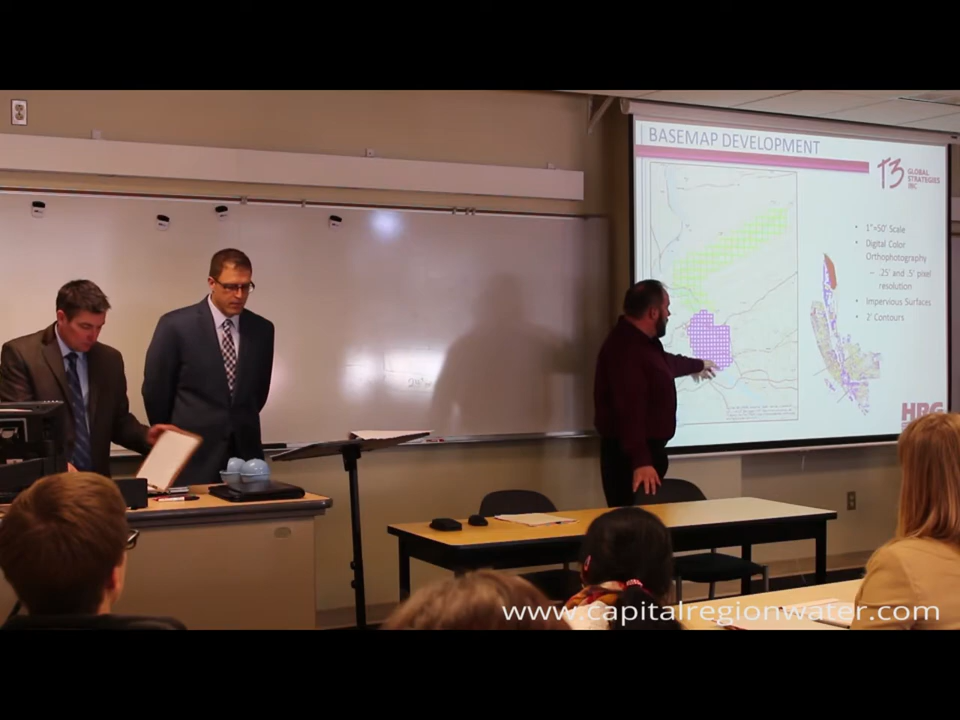 BASEMAP DEVELOPMENT
T3
GLOBAL
STRATEGIES
INC
• 1"=50' Scale
• Digital Color
Orthophotography
– .25' and .5' pixel
resolution
• Impervious Surfaces
• 2' Contours
HRG
www.capitalregionwater.com